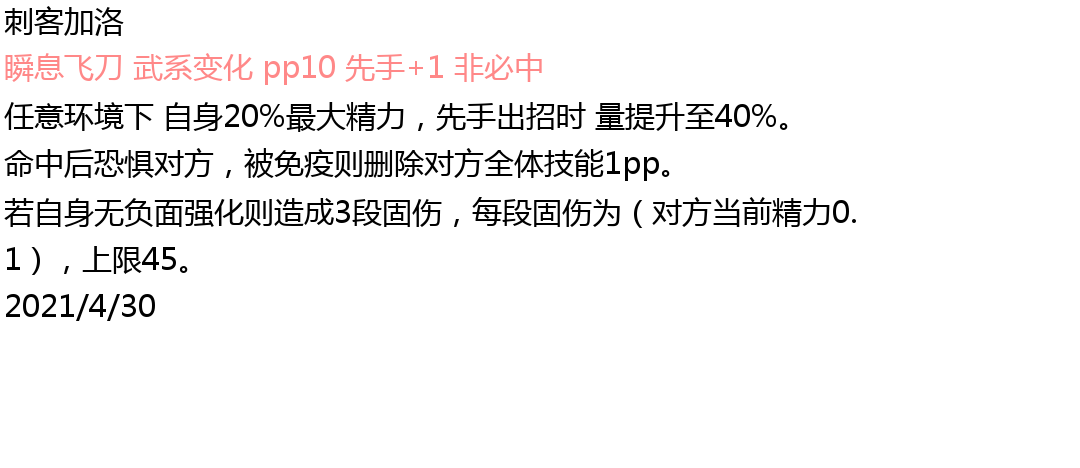 刺客加洛
瞬息飞刀 武系变化 pp10 先手+1 非必中
任意环境下 自身20%最大精力，先手出招时 量提升至40%。
命中后恐惧对方，被免疫则删除对方全体技能1pp。
若自身无负面强化则造成3段固伤，每段固伤为（对方当前精力0.
1），上限45。
2021/4/30